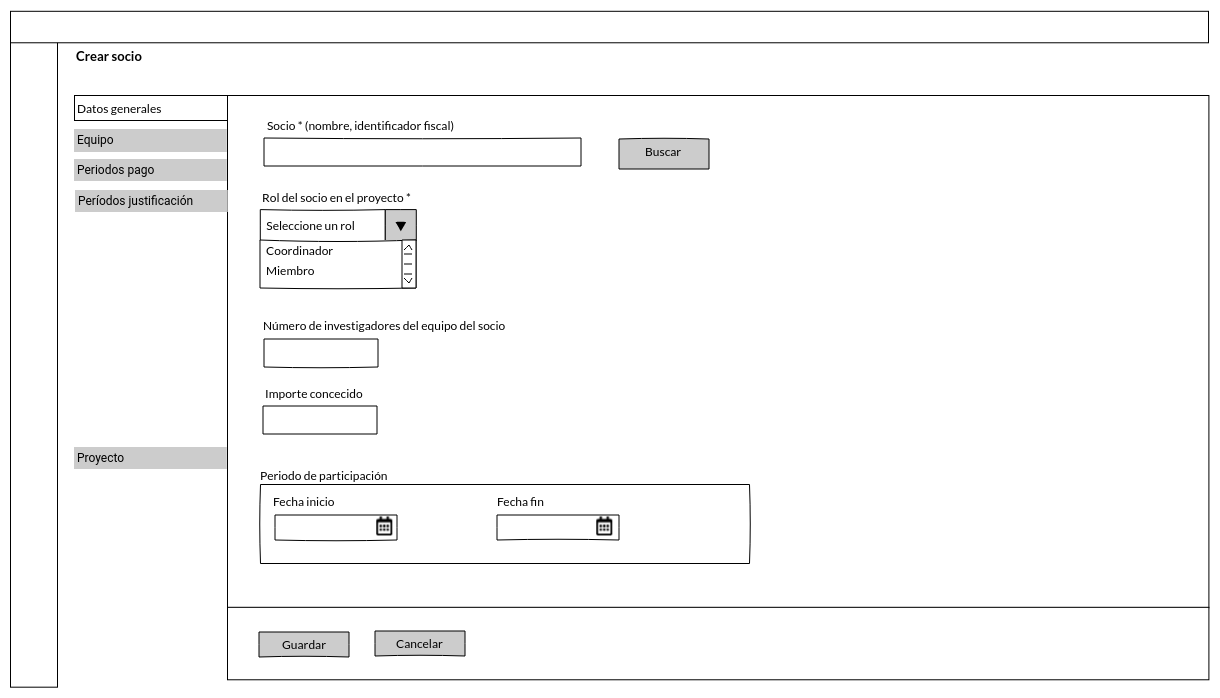 Crear socio
Datos generales
Equipo
Periodos pago
Períodos justificación
Proyecto
Socio * (nombre, identificador fiscal)
Buscar
Rol del socio en el proyecto *
Seleccione un rol
Coordinador
Miembro
Número de investigadores del equipo del socio
Importe concecido
Periodo de participación
Fecha inicio
Fecha fin
Guardar
Cancelar